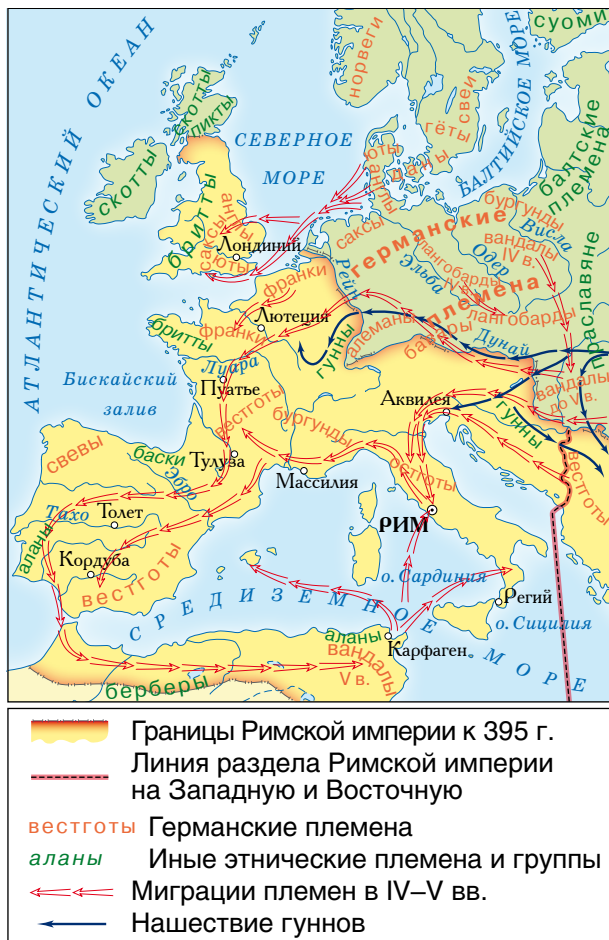 АТЛАНТИЧЕСКИЙ ОКЕАН
СЕВЕРНОЕ
МОРЕ
БАЛТИЙСКОЕ МОРЕ
суоми
норвеги
свеи
гёты
даны
юты
англы
скотты
пикты
скотты
бритты
англы
саксы
юты
Лондиний
саксы
германские
племена
лангобарды
IV в.
Эльба
Одер
Висла
бургунды
вандалы
IV в.
лангобарды
балтские
племена
праславяне
Рейн
франки
Лютеция
франки
бритты
Луара
Пуатье
гунны
алеманы
бавары
Дунай
вандалы
до V в.
Бискайский
залив
вестготы
бургунды
Аквилея
гунны
вестготы
свевы
баски
Тулуза
Эбро
Массилия
остготы
РИМ
Тахо
Толет
аланы
Кордуба
вестготы
о. Сардиния
Регий
о. Сицилия
СРЕДИЗЕМНОЕ МОРЕ
аланы
Карфаген
вандалы
V в.
берберы
Границы Римской империи к 395 г.
Линия раздела Римской империи
на Западную и Восточную
вестготы Германские племена
аланы Иные этнические племена и группы
Миграции племен в IV–V вв.
Нашествие гуннов